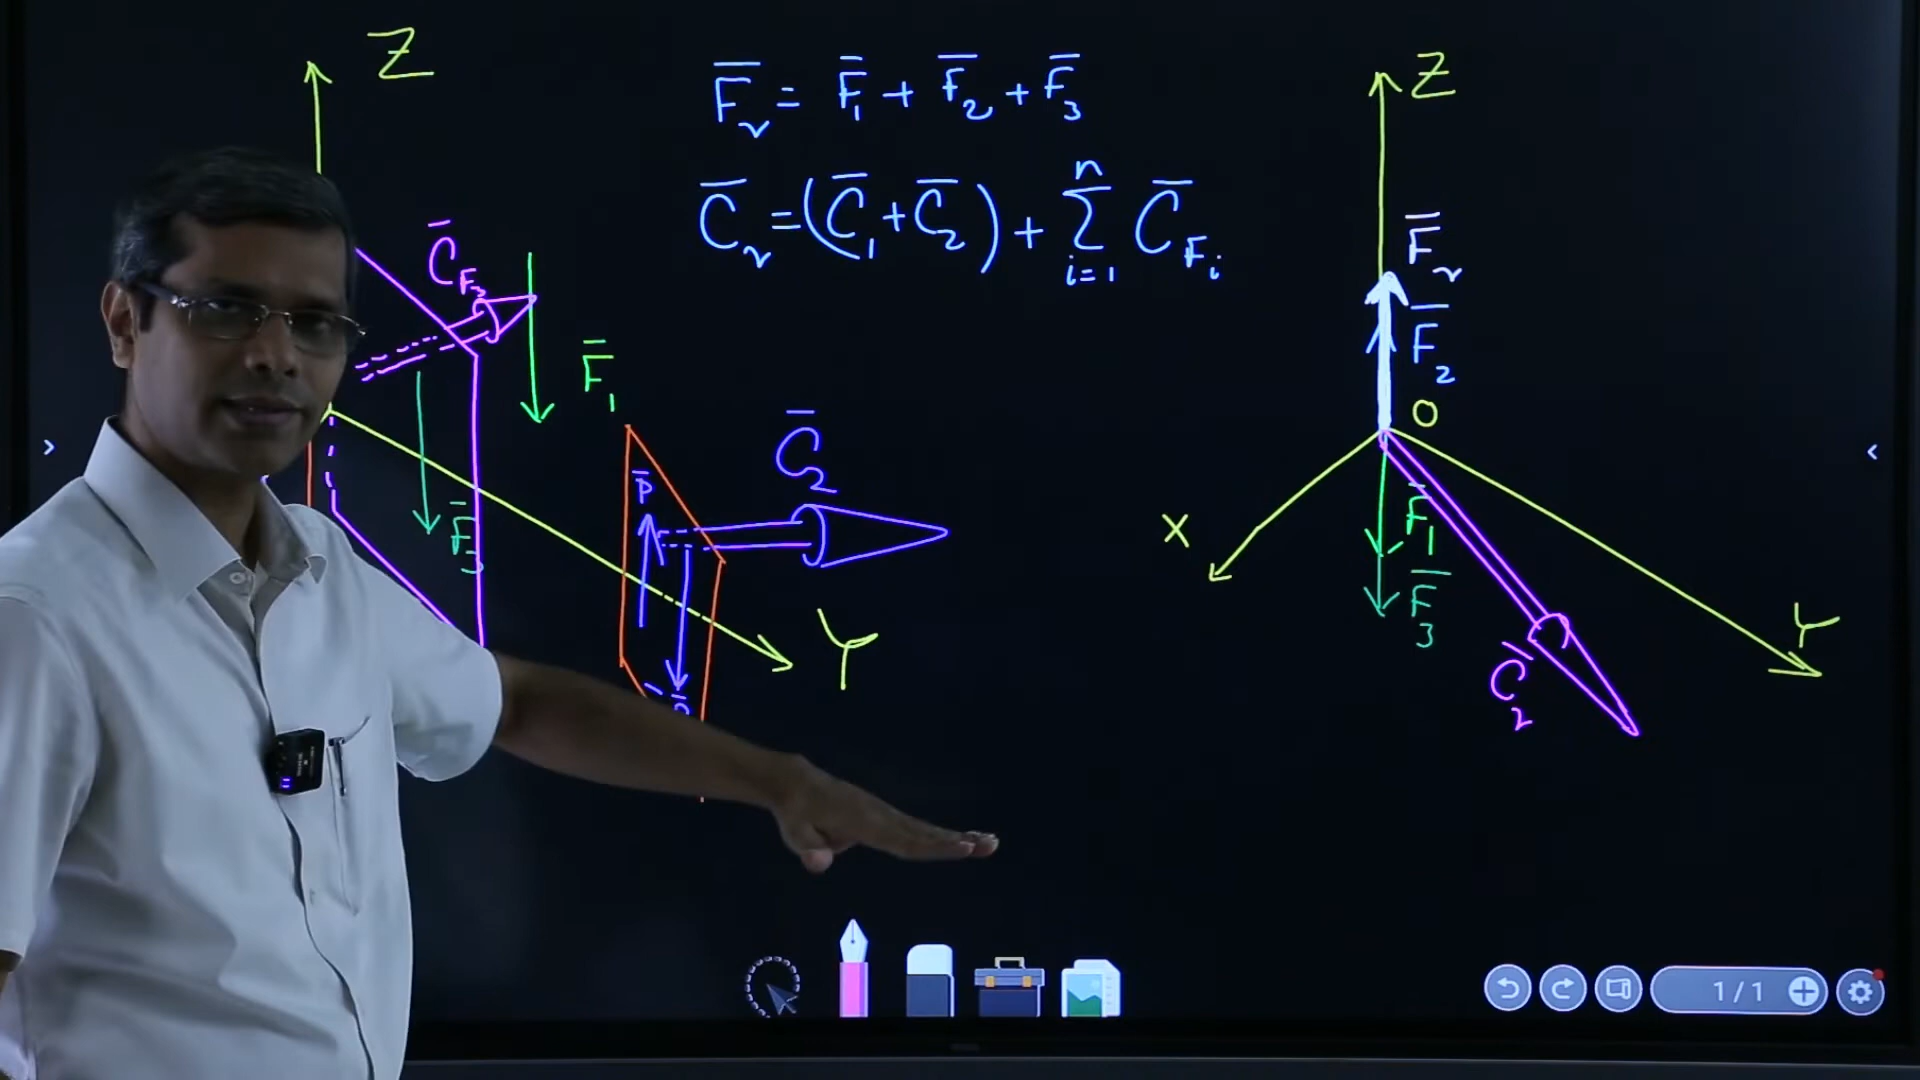 Z
F̅r = F̅1 + F̅2 + F̅3
C̅r = (C̅1 + C̅2) + Σ_{i=1}^{n} C̅Fi
C̅F3
F̅1
F̅3
C̅2
P̅
Y
Z
F̅r
F̅2
O
X
F̅1
F̅3
C̅2
Y
1/1